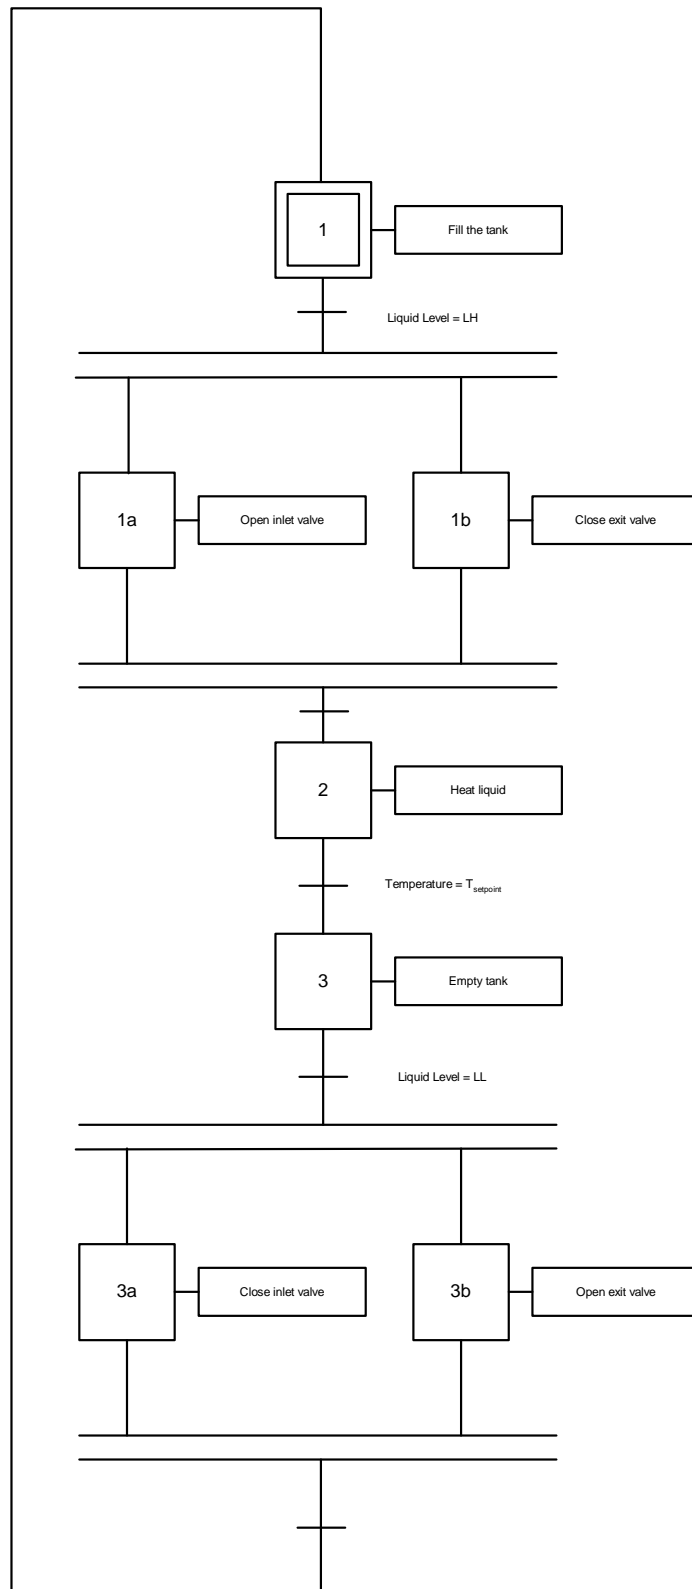 1
Fill the tank
Liquid Level = LH
1a
Open inlet valve
1b
Close exit valve
2
Heat liquid
Temperature = Tsetpoint
3
Empty tank
Liquid Level = LL
3a
Close inlet valve
3b
Open exit valve